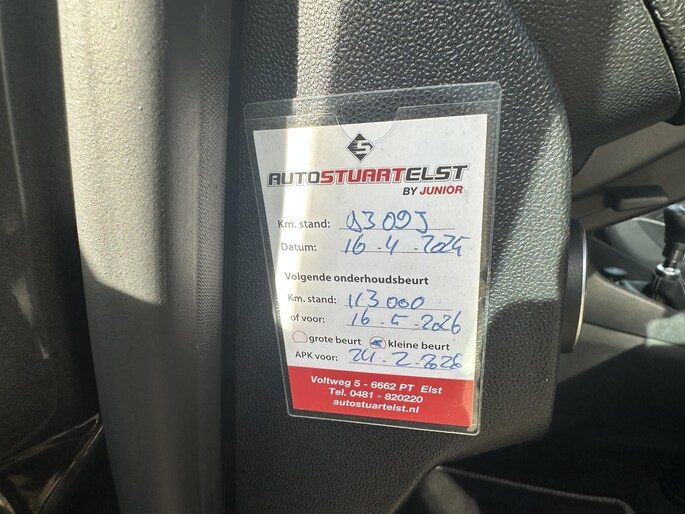 S
AUTOSTUARTELST
BY JUNIOR
Km. stand:
Datum: 16-4-2025
Volgende onderhoudsbeurt
Km. stand: 113000
of voor: 16-5-2026
grote beurt kleine beurt
APK voor: 24-2-2026
Voltweg 5 - 6662 PT Elst
Tel. 0481 - 820220
autostuartelst.nl